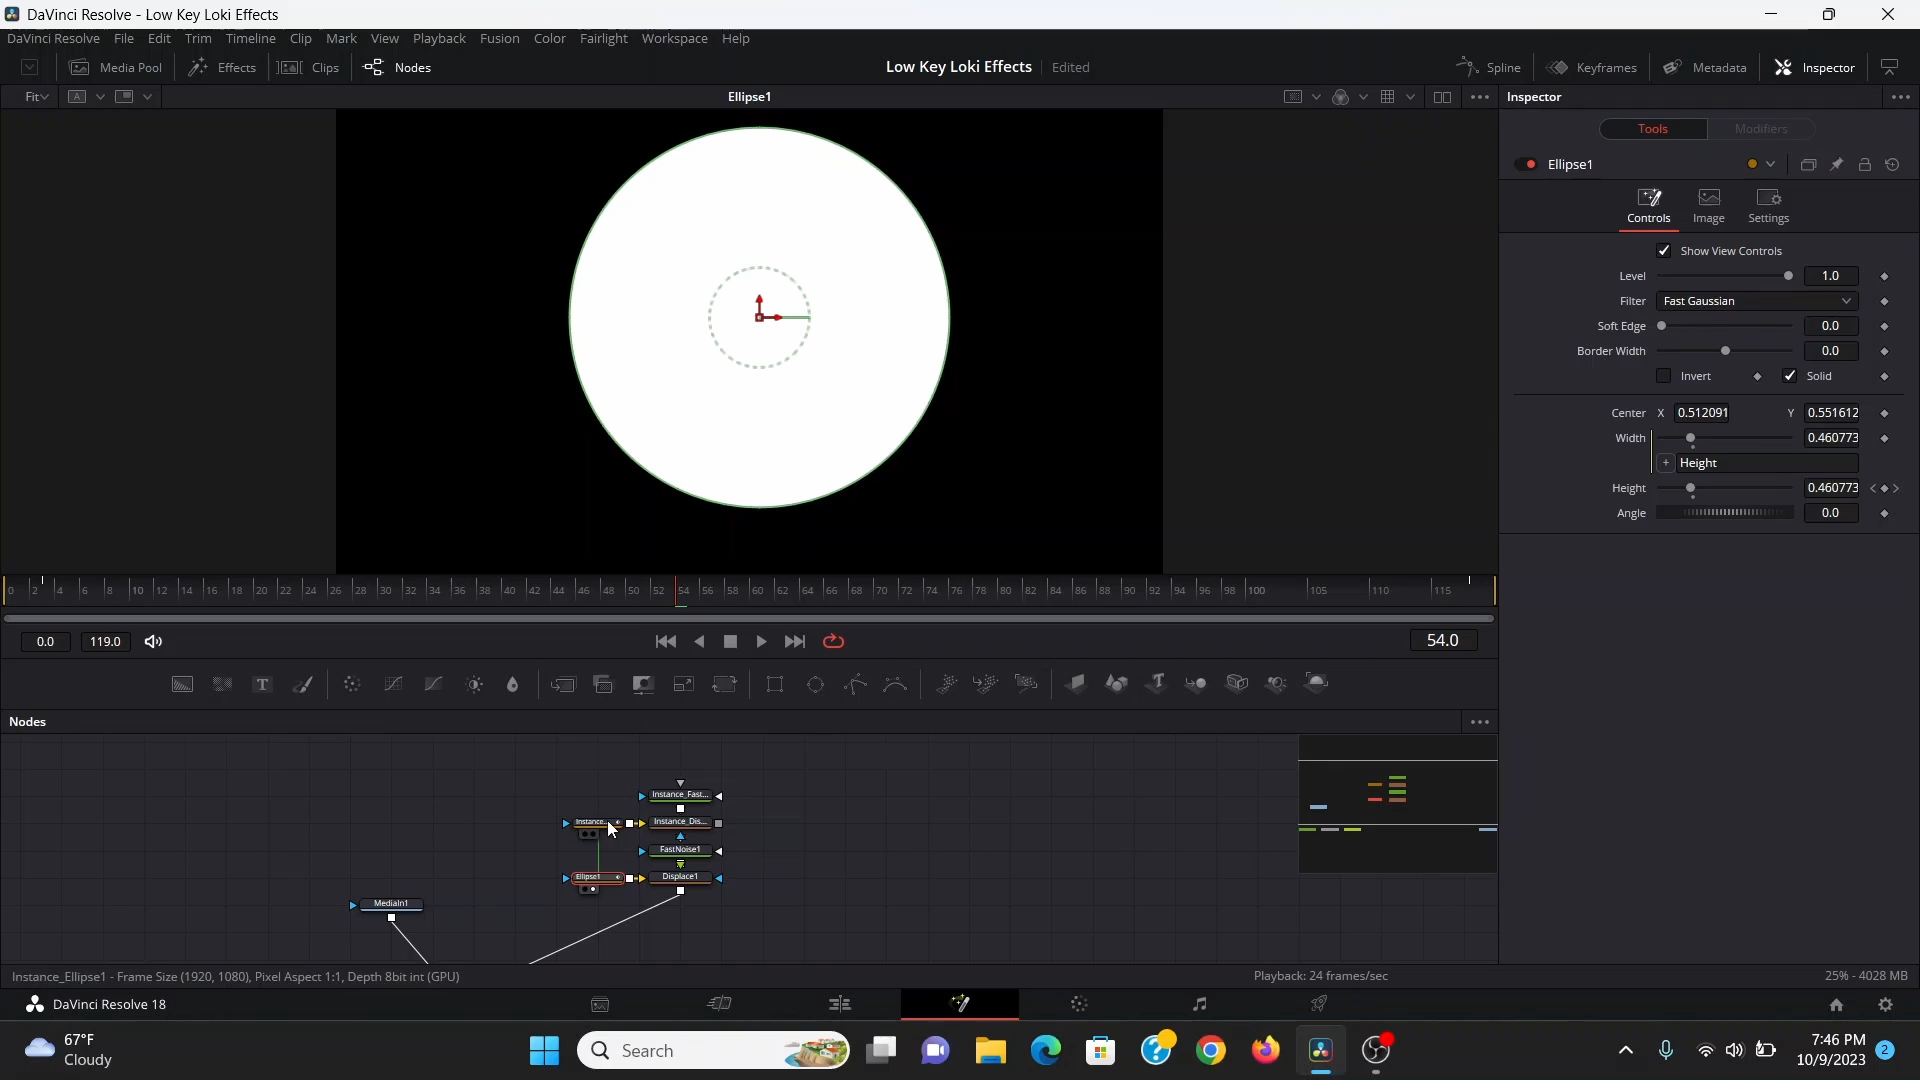 DaVinci Resolve - Low Key Loki Effects
DaVinci Resolve File Edit Trim Timeline Clip Mark View Playback Fusion Color Fairlight Workspace Help
Media Pool Effects Clips Nodes Low Key Loki Effects Edited Spline Keyframes Metadata Inspector
Fit A Ellipse1 Inspector
Tools Modifiers
Ellipse1
Controls Image Settings
Show View Controls
Level 1.0
Filter Fast Gaussian
Soft Edge 0.0
Border Width 0.0
Invert Solid
Center X 0.512091 Y 0.551612
Width 0.460773
+ Height
Height 0.460773
Angle 0.0
0 2 4 6 8 10 12 14 16 18 20 22 24 26 28 30 32 34 36 38 40 42 44 46 48 50 52 54 56 58 60 62 64 66 68 70 72 74 76 78 80 82 84 86 88 90 92 94 96 98 100 105 110 115
0.0 119.0 54.0
T
Nodes
Instance_Fast...
Instance... Instance_Dis...
FastNoise1
Ellipse1 Displace1
MediaIn1
Instance_Ellipse1 - Frame Size (1920, 1080), Pixel Aspect 1:1, Depth 8bit int (GPU) Playback: 24 frames/sec 25% - 4028 MB
DaVinci Resolve 18
67°F
Cloudy
Search
7:46 PM
10/9/2023
2